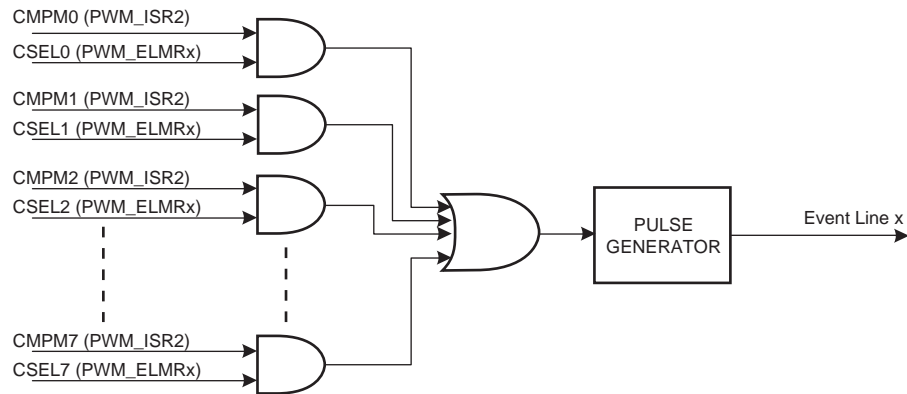 CMPM0 (PWM_ISR2)
CSEL0 (PWM_ELMRx)
CMPM1 (PWM_ISR2)
CSEL1 (PWM_ELMRx)
CMPM2 (PWM_ISR2)
CSEL2 (PWM_ELMRx)
PULSE
GENERATOR
Event Line x
CMPM7 (PWM_ISR2)
CSEL7 (PWM_ELMRx)